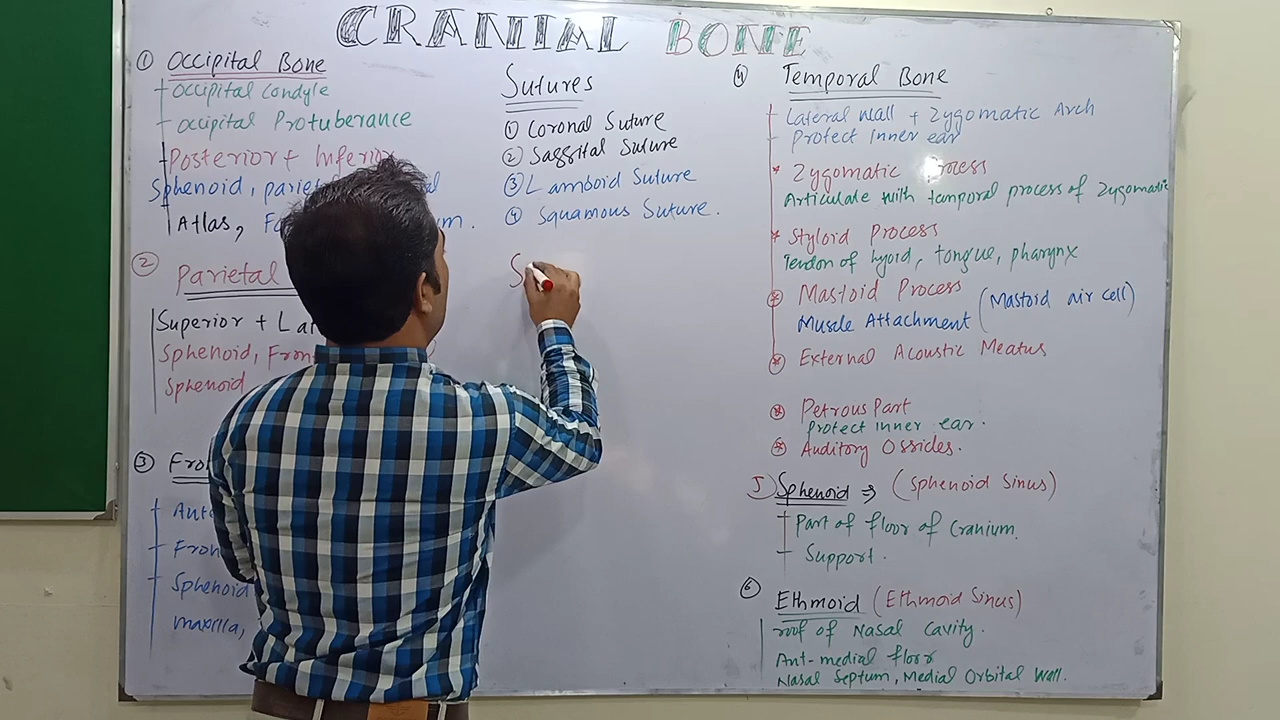 CRANIAL BONE
① Occipital Bone
Occipital Condyle
Occipital Protuberance
Posterior + Inferior
Sphenoid, pariet
Atlas,
② Parietal
Superior + Lat
Sphenoid, Fron
Sphenoid
③ Fro
Fron
Sphenoid
maxilla,
Sutures
① Coronal Suture
② Saggital Suture
③ Lamboid Suture
④ Squamous Suture.
S
④ Temporal Bone
Lateral wall + Zygomatic Arch
Protect Inner ear
* Zygomatic Process
Articulate with temporal process of Zygomatic
* Styloid Process
Tendon of hyoid, tongue, pharynx
* Mastoid Process
Muscle Attachment (Mastoid air cell)
* External Acoustic Meatus
* Petrous Part
Protect inner ear.
* Auditory Ossicles.
5) Sphenoid ⇒ (Sphenoid Sinus)
Part of floor of Cranium.
Support.
⑥ Ethmoid (Ethmoid Sinus)
roof of Nasal Cavity.
Ant-medial floor
Nasal Septum, Medial Orbital Wall.